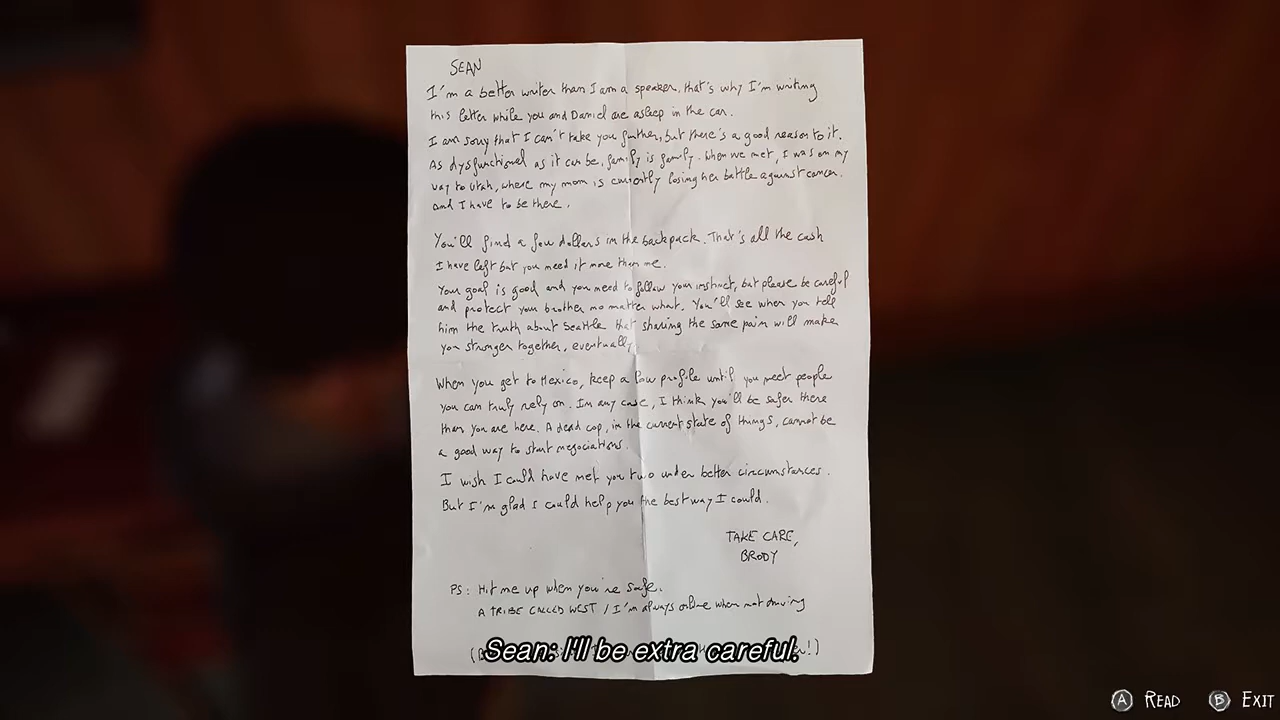 SEAN
I'm a better writer than I am a speaker, that's why I'm writing
this letter while you and Daniel are asleep in the car.
I am sorry that I can't take you further, but there's a good reason to it.
As dysfunctional as it can be, family is family. When we met, I was on my
way to Utah, where my mom is currently losing her battle against cancer.
And I have to be there.
You'll find a few dollars in the backpack. That's all the cash
I have left but you need it more than me.
Your goal is good and you need to follow your instinct, but please be careful
and protect your brother no matter what. You'll see when you tell
him the truth about Seattle that sharing the same pain will make
you stronger together, eventually.
When you get to Mexico, keep a low profile until you meet people
you can truly rely on. In any case, I think you'll be safer there
than you are here. A dead cop, in the current state of things, cannot be
a good way to start negociations.
I wish I could have met you two under better circumstances.
But I'm glad I could help you the best way I could.
TAKE CARE,
BRODY
PS: Hit me up when you're safe.
A TRIBE CALLED WEST / I'm always online when not driving
Sean: I'll be extra careful.
A READ B EXIT